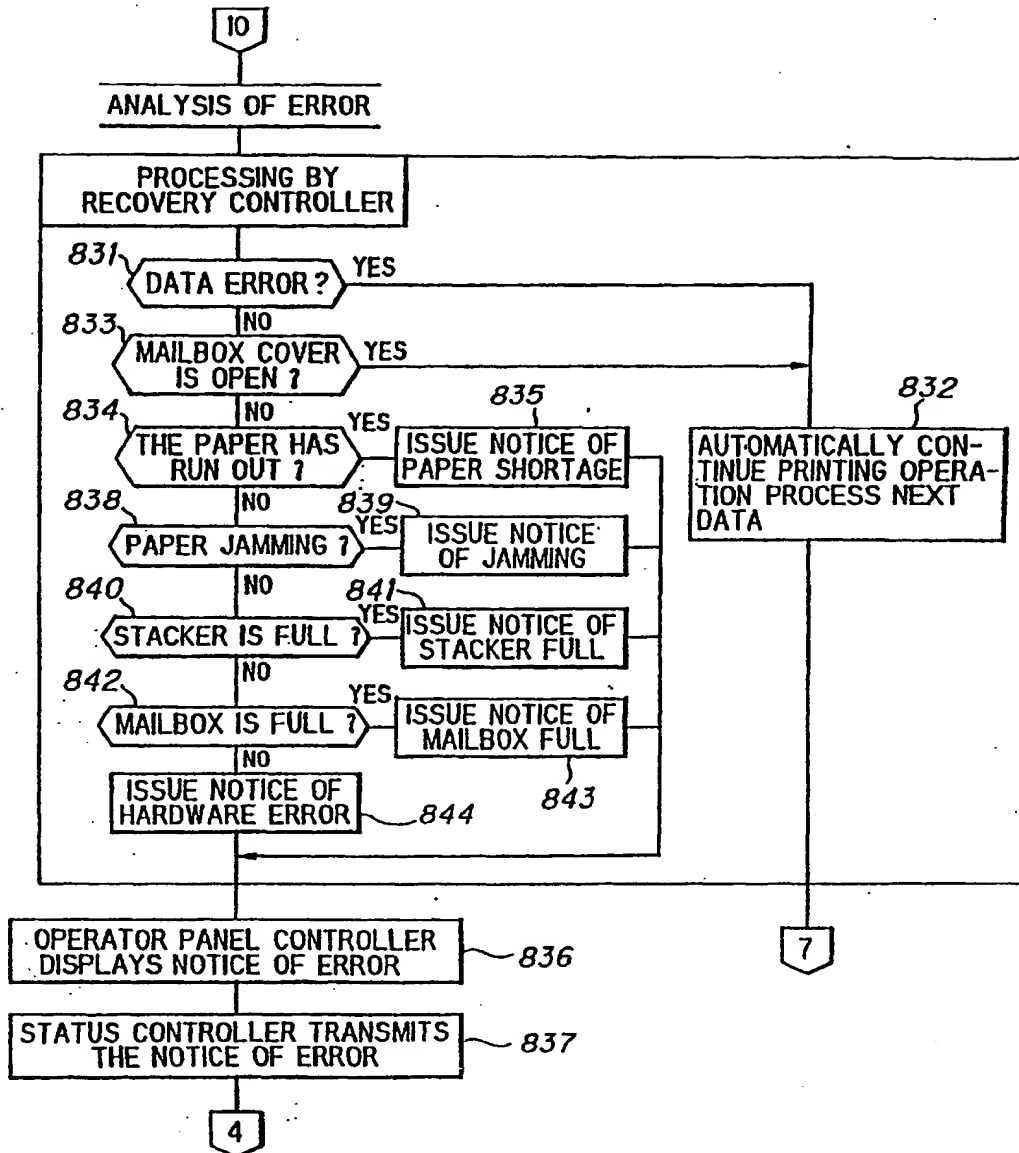 10
ANALYSIS OF ERROR
PROCESSING BY
RECOVERY CONTROLLER
831
DATA ERROR ?
YES
NO
833
MAILBOX COVER
IS OPEN ?
YES
NO
834
THE PAPER HAS
RUN OUT ?
YES
835
ISSUE NOTICE OF
PAPER SHORTAGE
832
AUTOMATICALLY CON-
TINUE PRINTING OPERA-
TION PROCESS NEXT
DATA
NO
838
PAPER JAMMING ?
YES
839
ISSUE NOTICE
OF JAMMING
NO
840
STACKER IS FULL ?
YES
841
ISSUE NOTICE OF
STACKER FULL
NO
842
MAILBOX IS FULL ?
YES
ISSUE NOTICE OF
MAILBOX FULL
843
NO
ISSUE NOTICE OF
HARDWARE ERROR
844
OPERATOR PANEL CONTROLLER
DISPLAYS NOTICE OF ERROR
836
7
STATUS CONTROLLER TRANSMITS
THE NOTICE OF ERROR
837
4